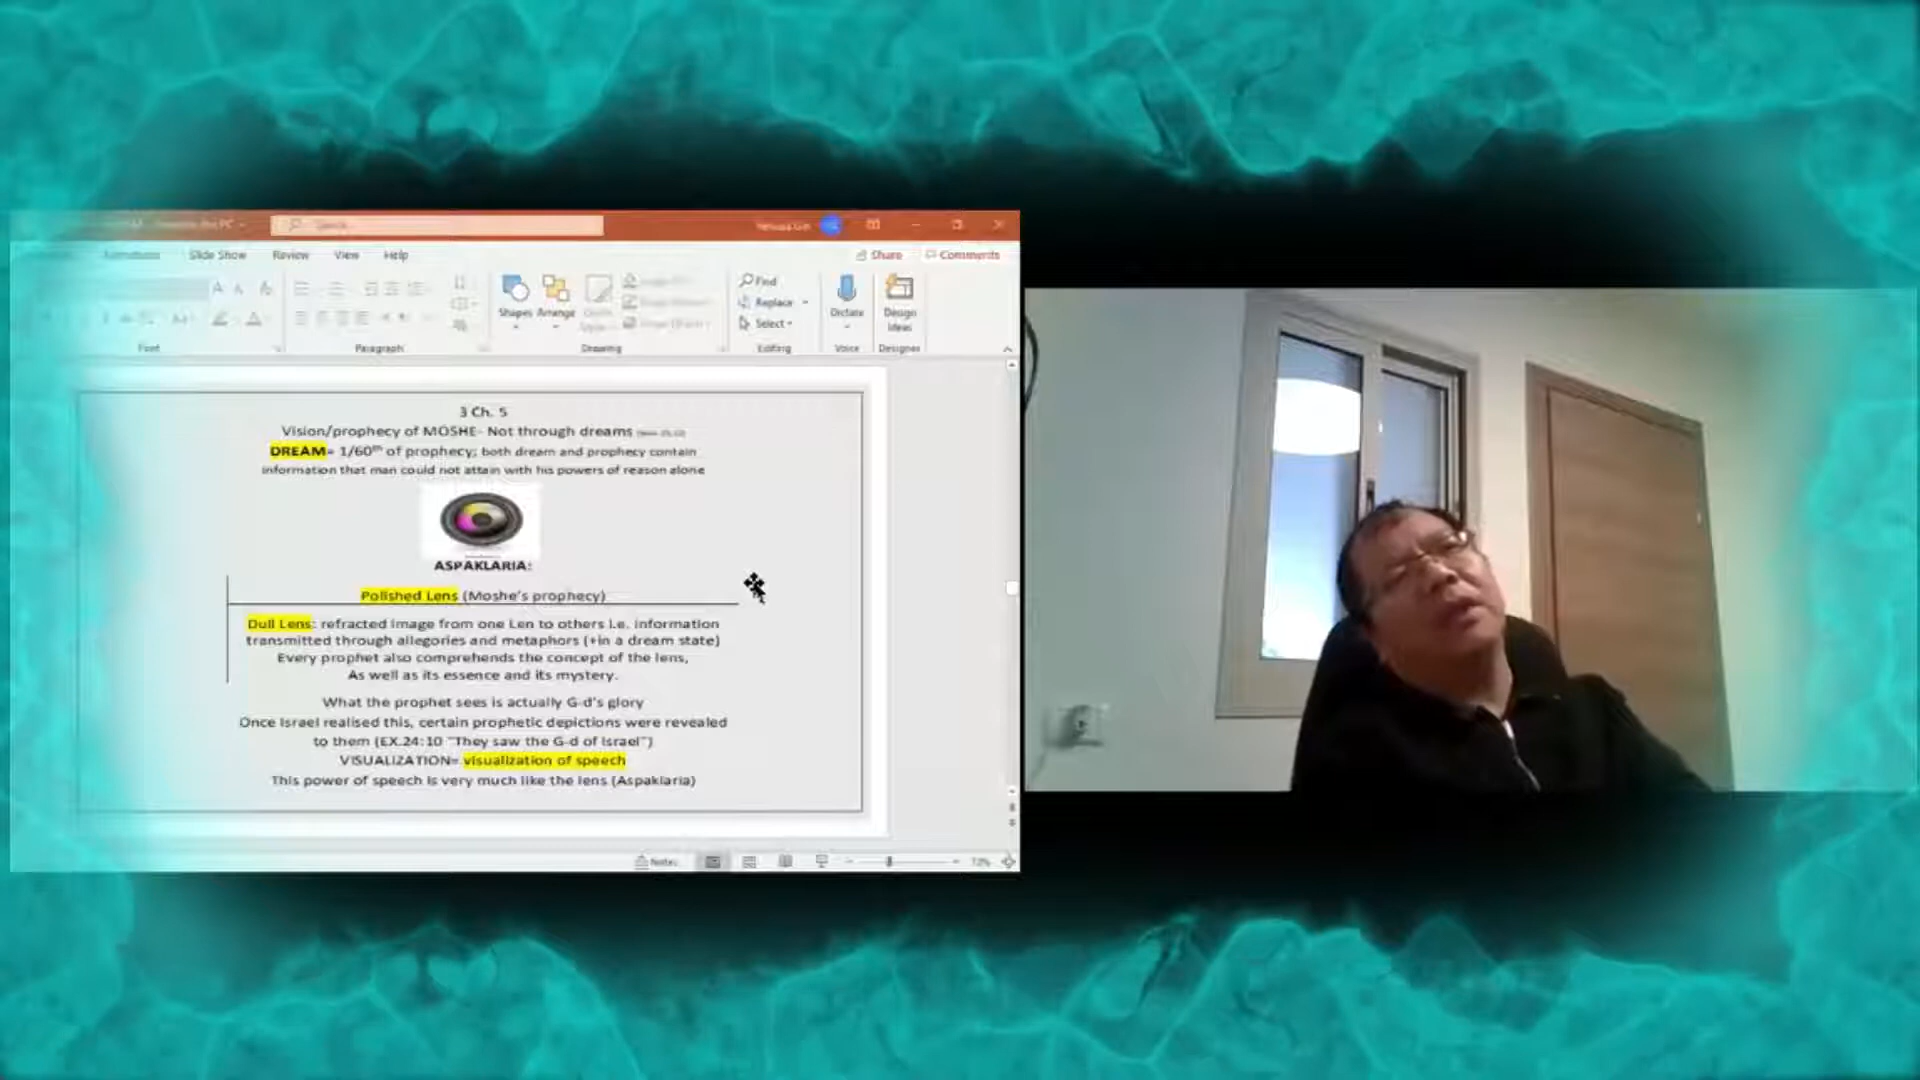 Slide Show Review View Help Share Comments
Find
Shapes Arrange Replace Dictate Design
Select Ideas
Font Paragraph Drawing Editing Voice Designer
3 Ch. 5
Vision/prophecy of MOSHE- Not through dreams
DREAM= 1/60th of prophecy; both dream and prophecy contain
information that man could not attain with his powers of reason alone
ASPAKLARIA:
Polished Lens (Moshe's prophecy)
Dull Lens: refracted image from one Len to others i.e. information
transmitted through allegories and metaphors (+in a dream state)
Every prophet also comprehends the concept of the lens,
As well as its essence and its mystery.
What the prophet sees is actually G-d's glory
Once Israel realised this, certain prophetic depictions were revealed
to them (EX.24:10 "They saw the G-d of Israel")
VISUALIZATION= visualization of speech
This power of speech is very much like the lens (Aspaklaria)
Notes